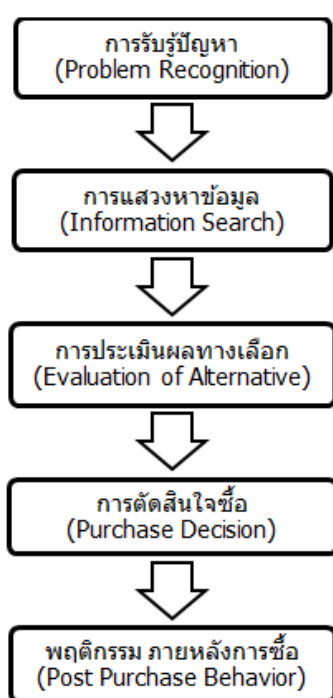 การรับรู้ปัญหา
(Problem Recognition)
การแสวงหาข้อมูล
(Information Search)
การประเมินผลทางเลือก
(Evaluation of Alternative)
การตัดสินใจซื้อ
(Purchase Decision)
พฤติกรรม ภายหลังการซื้อ
(Post Purchase Behavior)